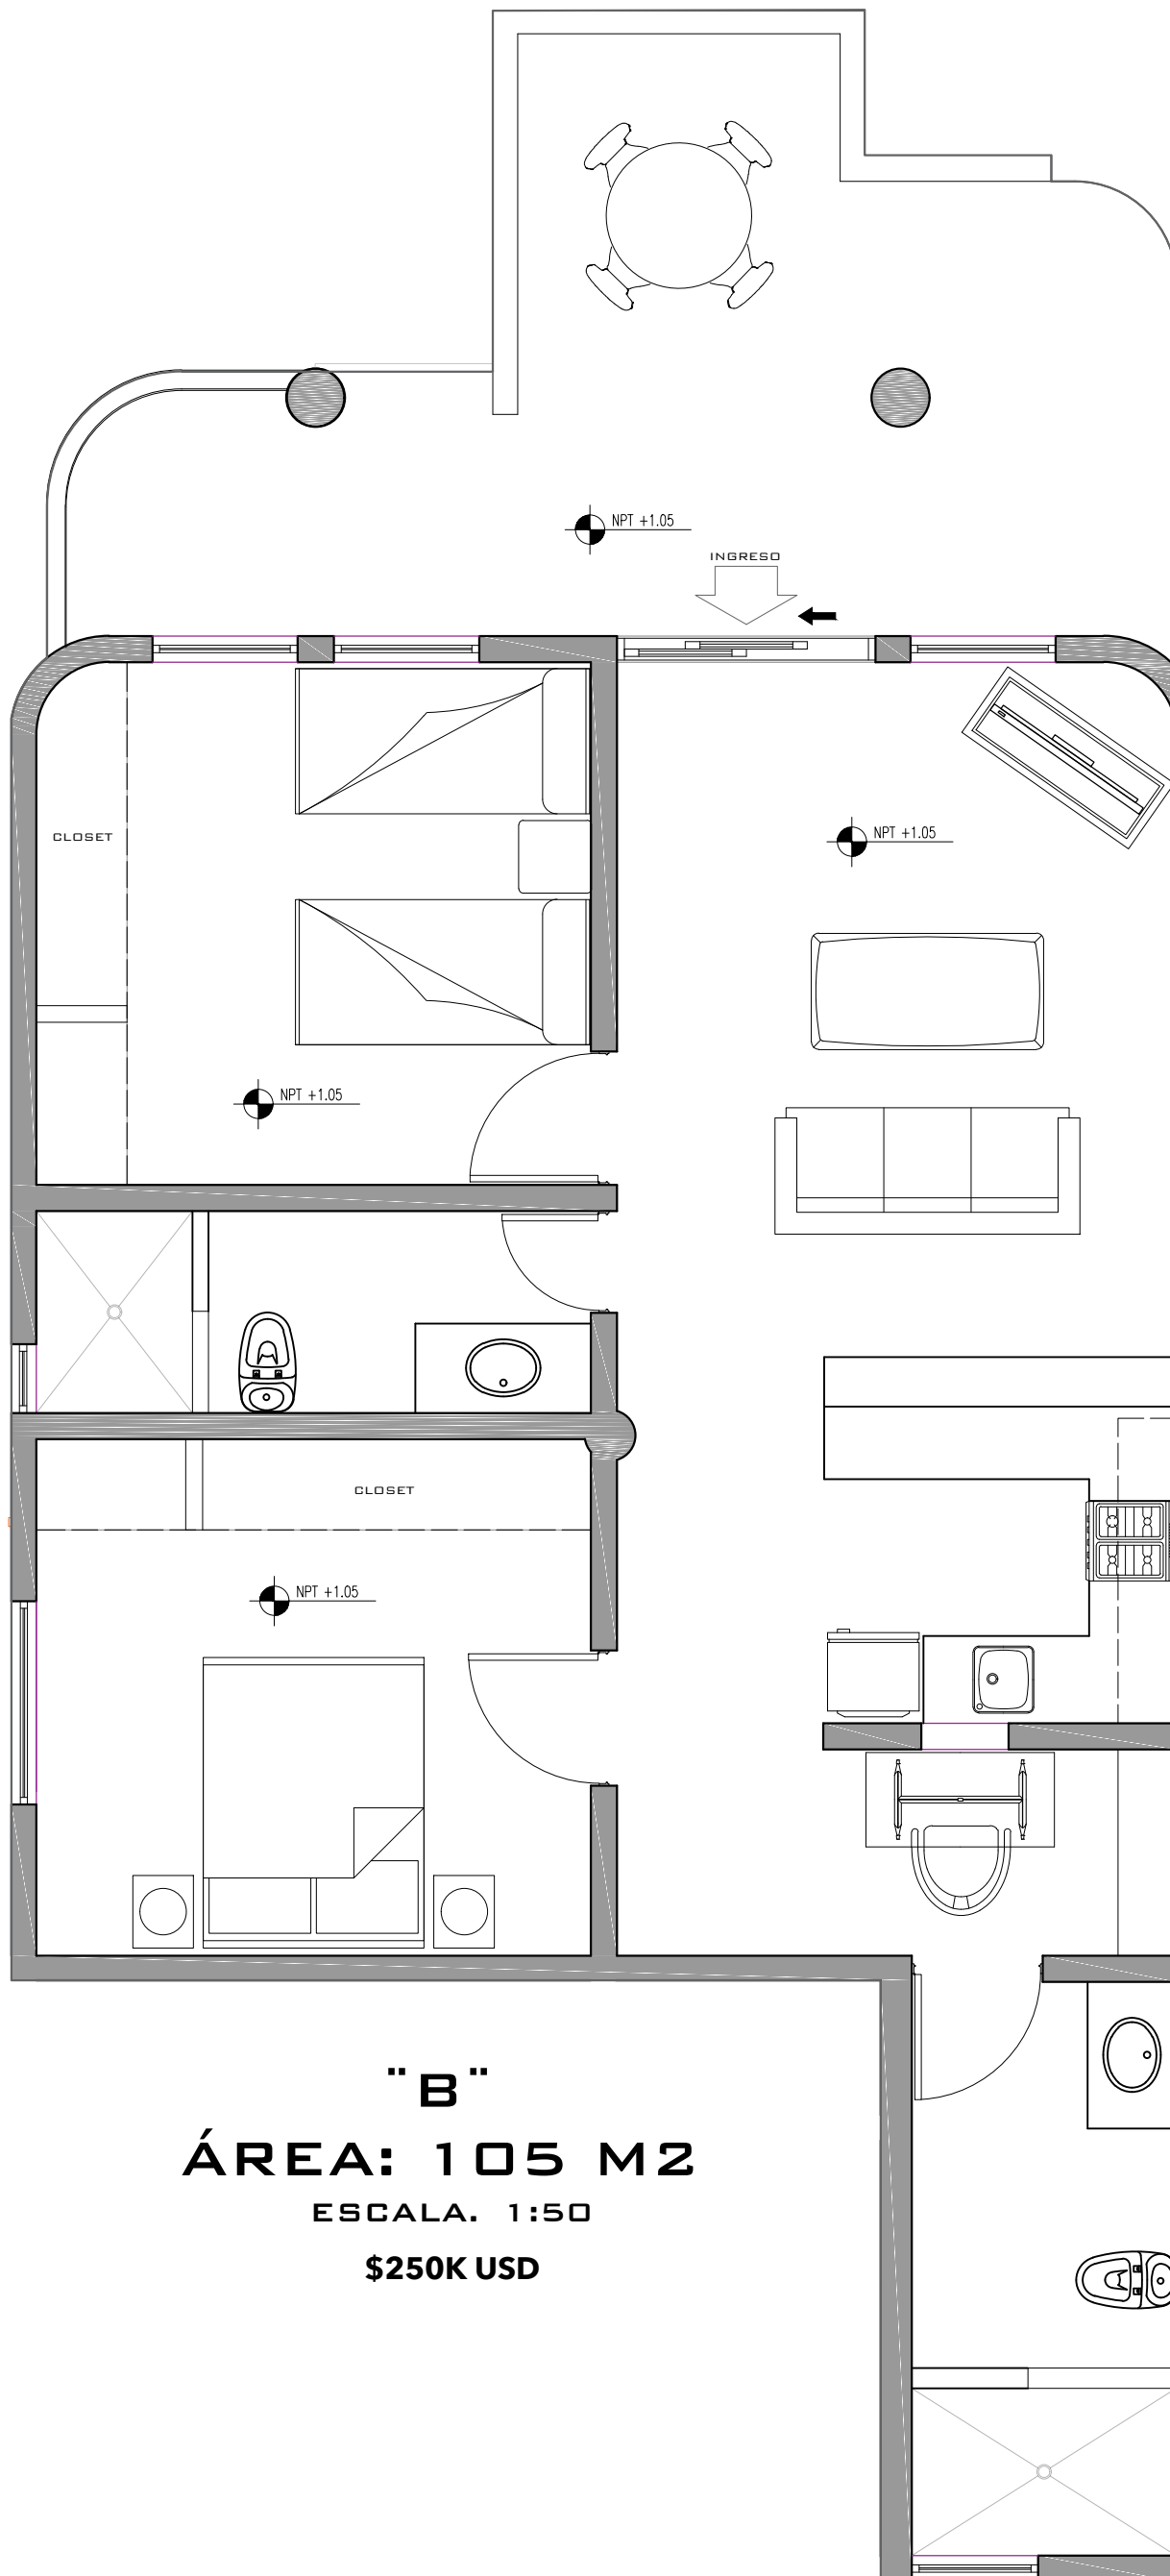 NPT +1.05
INGRESO
CLOSET
NPT +1.05
NPT +1.05
CLOSET
NPT +1.05
¨B¨
ÁREA: 105 M2
ESCALA. 1:50
$250K USD